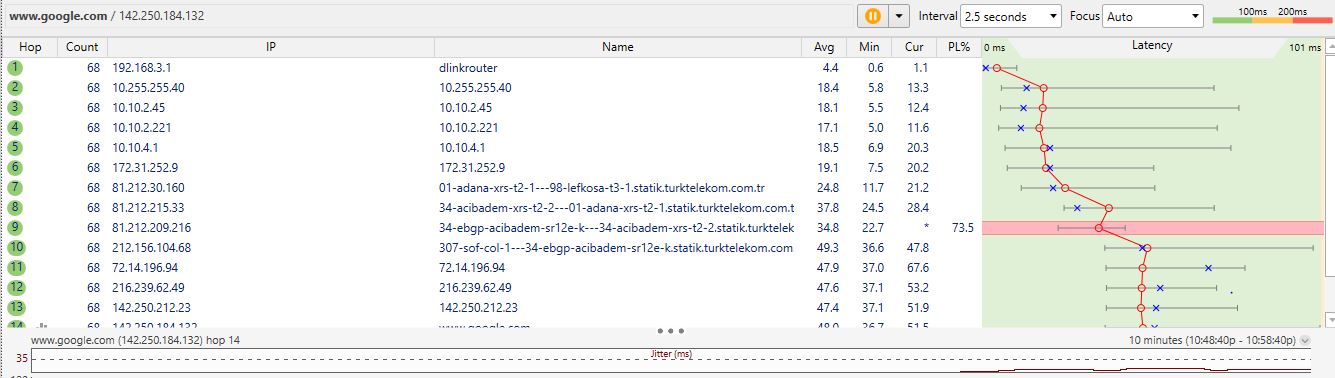 www.google.com / 142.250.184.132 Interval 2.5 seconds Focus Auto 100ms 200ms
Hop Count IP Name Avg Min Cur PL% 0 ms Latency 101 ms
1 68 192.168.3.1 dlinkrouter 4.4 0.6 1.1
2 68 10.255.255.40 10.255.255.40 18.4 5.8 13.3
3 68 10.10.2.45 10.10.2.45 18.1 5.5 12.4
4 68 10.10.2.221 10.10.2.221 17.1 5.0 11.6
5 68 10.10.4.1 10.10.4.1 18.5 6.9 20.3
6 68 172.31.252.9 172.31.252.9 19.1 7.5 20.2
7 68 81.212.30.160 01-adana-xrs-t2-1---98-lefkosa-t3-1.statik.turktelekom.com.tr 24.8 11.7 21.2
8 68 81.212.215.33 34-acibadem-xrs-t2-2---01-adana-xrs-t2-1.statik.turktelekom.com.t 37.8 24.5 28.4
9 68 81.212.209.216 34-ebgp-acibadem-sr12e-k---34-acibadem-xrs-t2-2.statik.turktelek 34.8 22.7 * 73.5
10 68 212.156.104.68 307-sof-col-1---34-ebgp-acibadem-sr12e-k.statik.turktelekom.com 49.3 36.6 47.8
11 68 72.14.196.94 72.14.196.94 47.9 37.0 67.6
12 68 216.239.62.49 216.239.62.49 47.6 37.1 53.2
13 68 142.250.212.23 142.250.212.23 47.4 37.1 51.9
14 68 142.250.184.132 www.google.com 48.0 36.7 51.5
www.google.com (142.250.184.132) hop 14 10 minutes (10:48:40p - 10:58:40p)
35 Jitter (ms)